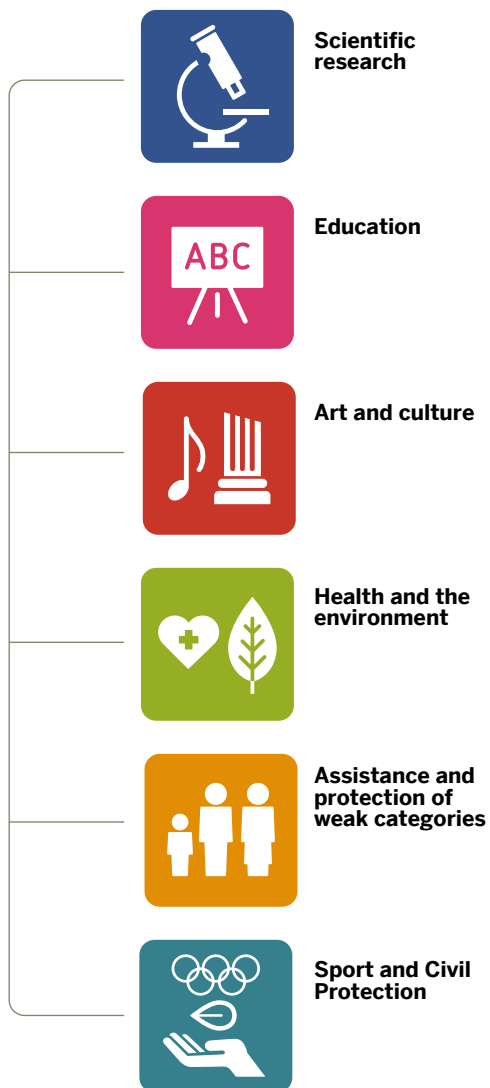 Scientific
research
Education
ABC
Art and culture
Health and the
environment
Assistance and
protection of
weak categories
Sport and Civil
Protection